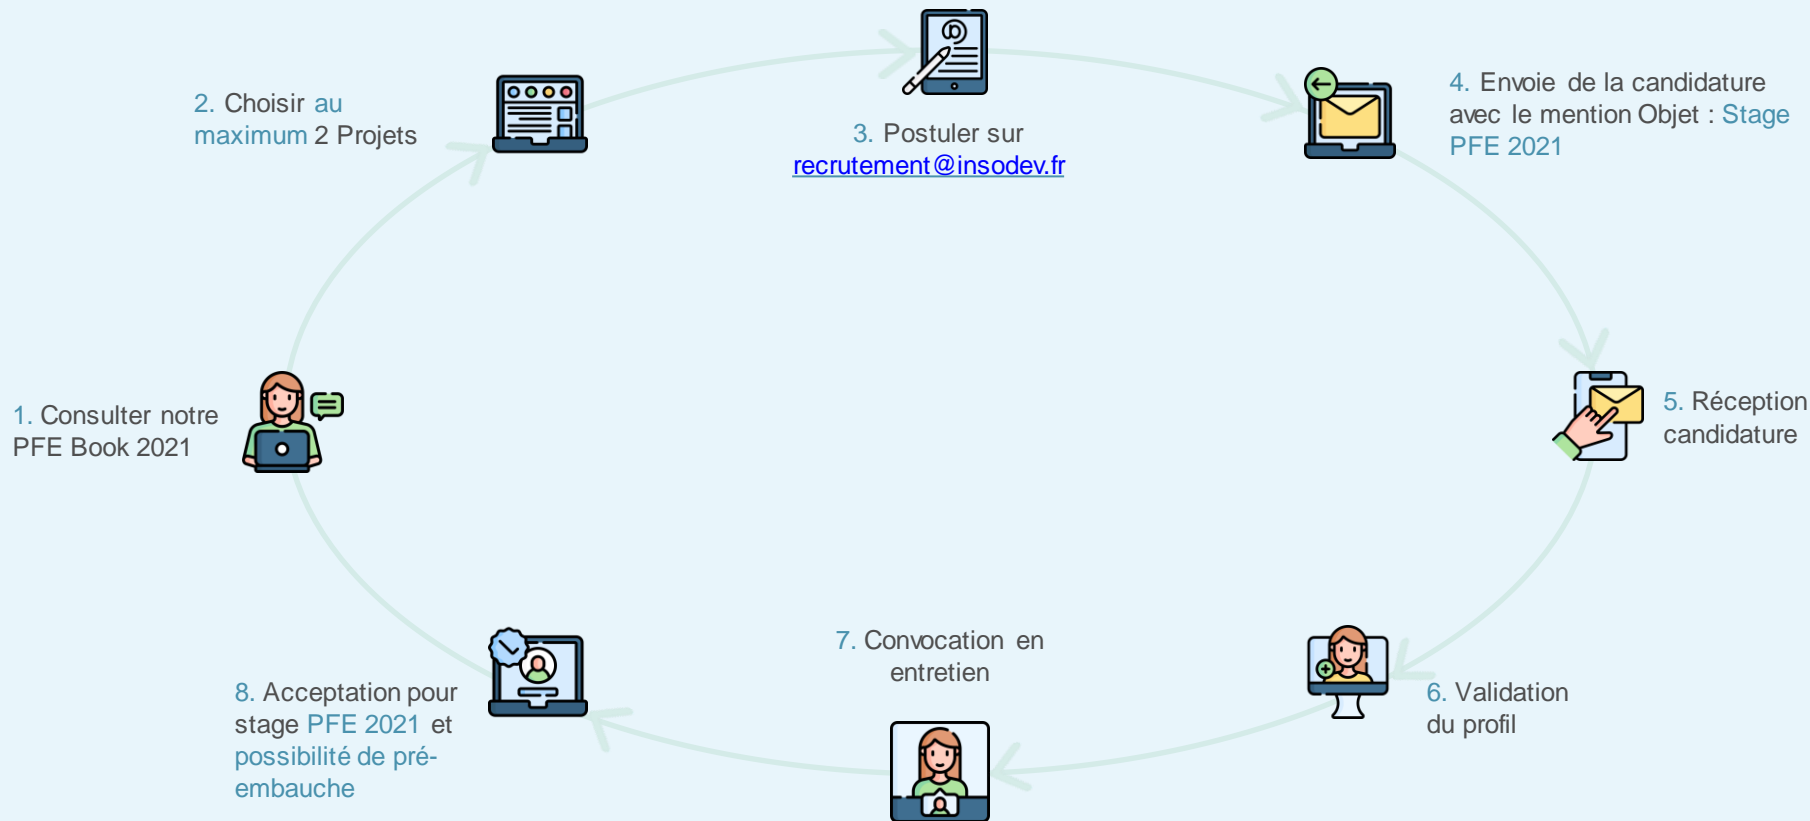 1. Consulter notre
PFE Book 2021
2. Choisir au
maximum 2 Projets
3. Postuler sur
recrutement@insodev.fr
4. Envoie de la candidature
avec le mention Objet : Stage
PFE 2021
5. Réception
candidature
6. Validation
du profil
7. Convocation en
entretien
8. Acceptation pour
stage PFE 2021 et
possibilité de pré-
embauche